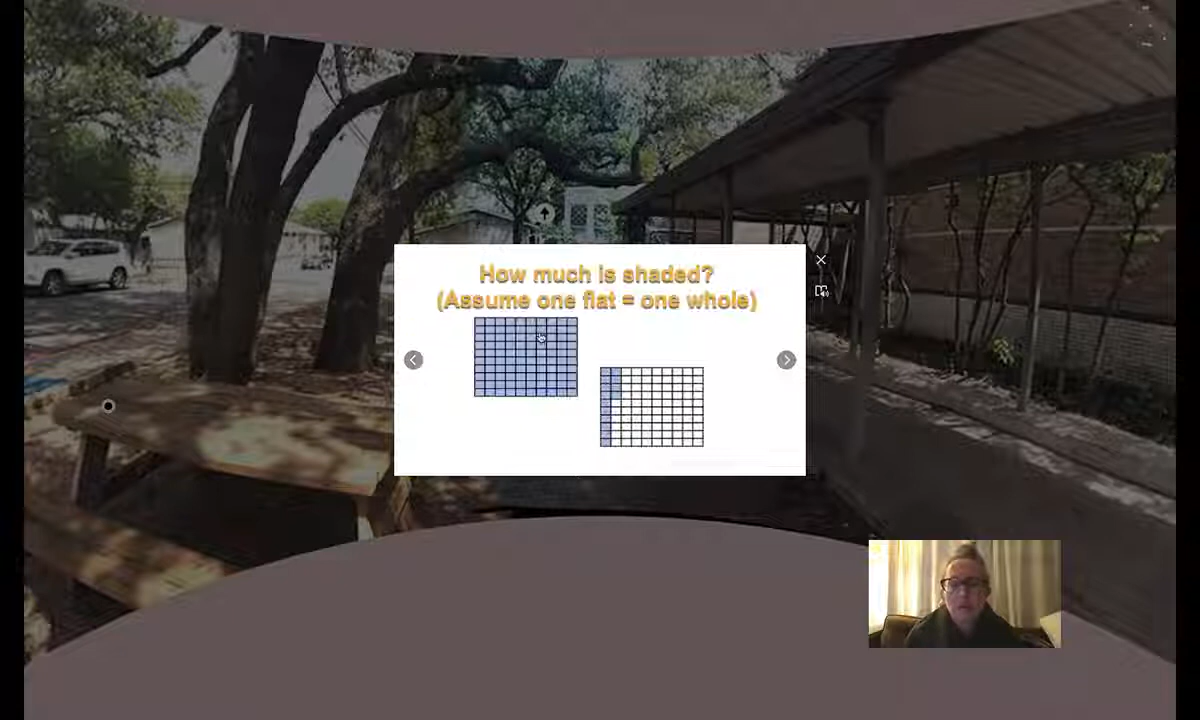 How much is shaded?
(Assume one flat = one whole)